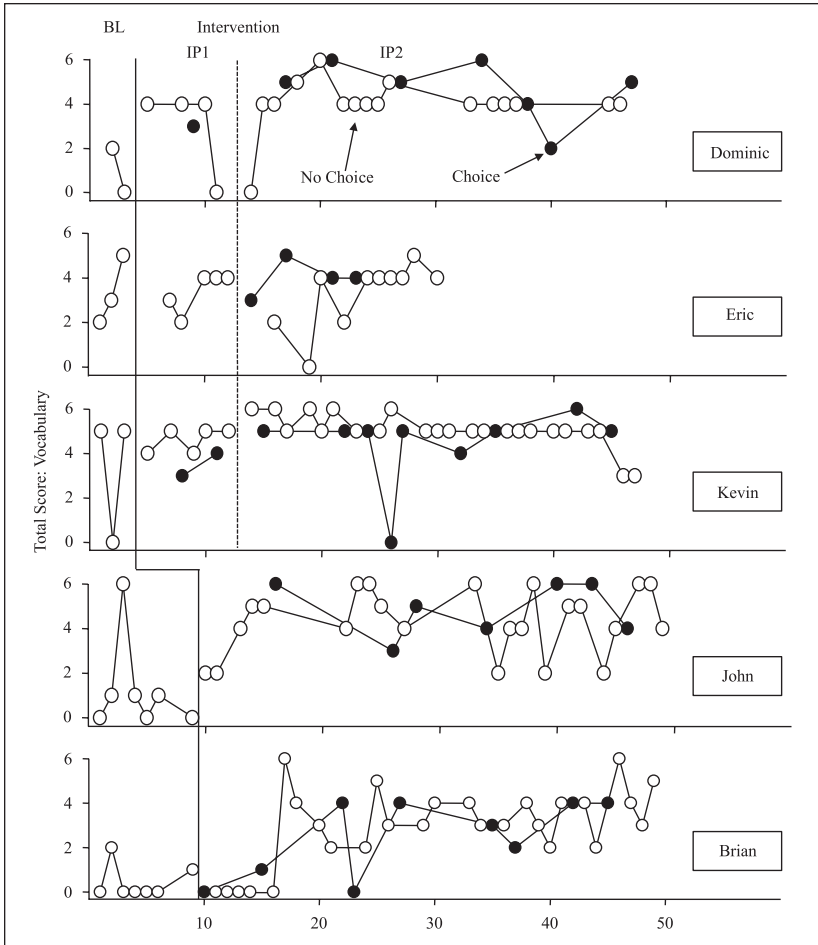 BL Intervention
IP1 IP2
6
4
2
0
No Choice
Choice
Dominic
6
4
2
0
Eric
6
4
2
0
Kevin
Total Score: Vocabulary
6
4
2
0
John
6
4
2
0
Brian
10 20 30 40 50